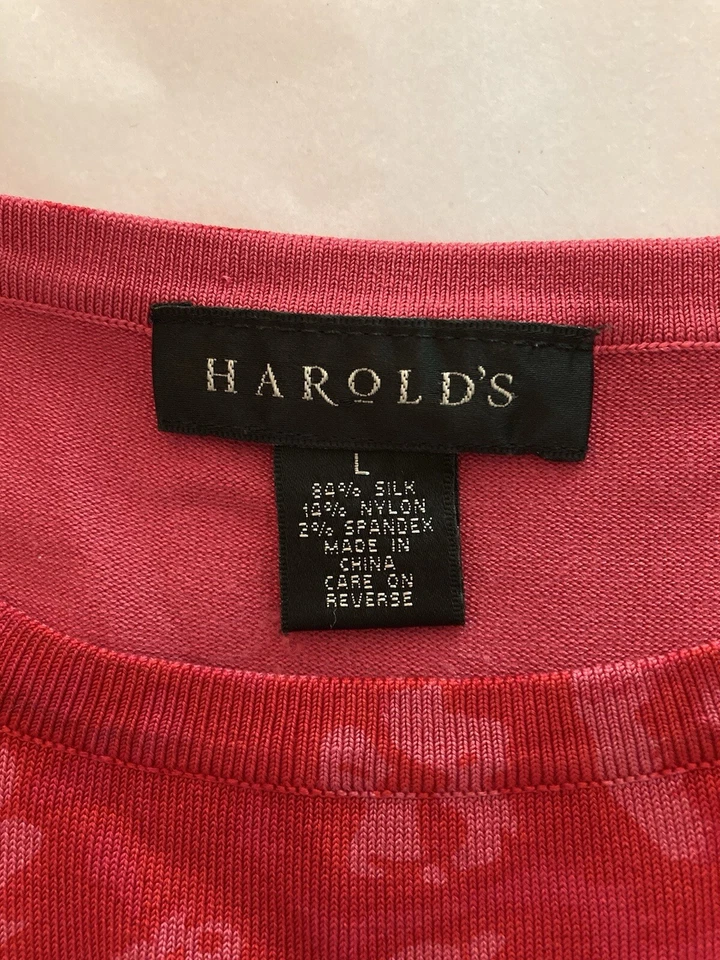 HAROLD'S
L
84% SILK
14% NYLON
2% SPANDEX
MADE IN
CHINA
CARE ON
REVERSE